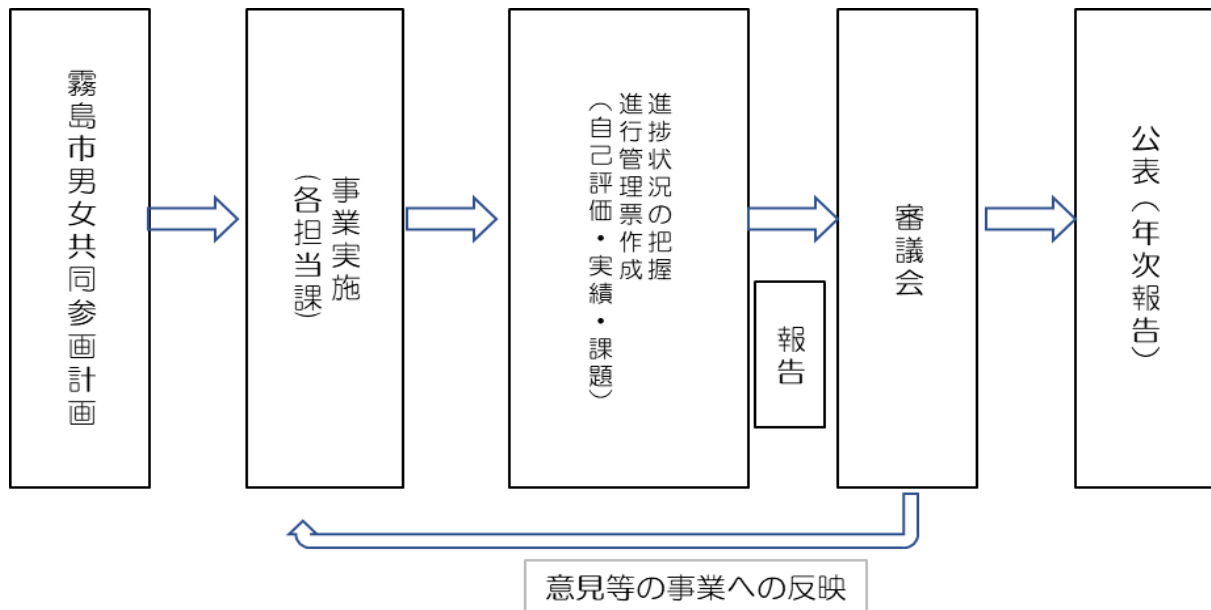 霧島市男女共同参画計画
事業実施
(各担当課)
進捗状況の把握
進行管理票作成
(自己評価・実績・課題)
報告
審議会
公表(年次報告)
意見等の事業への反映